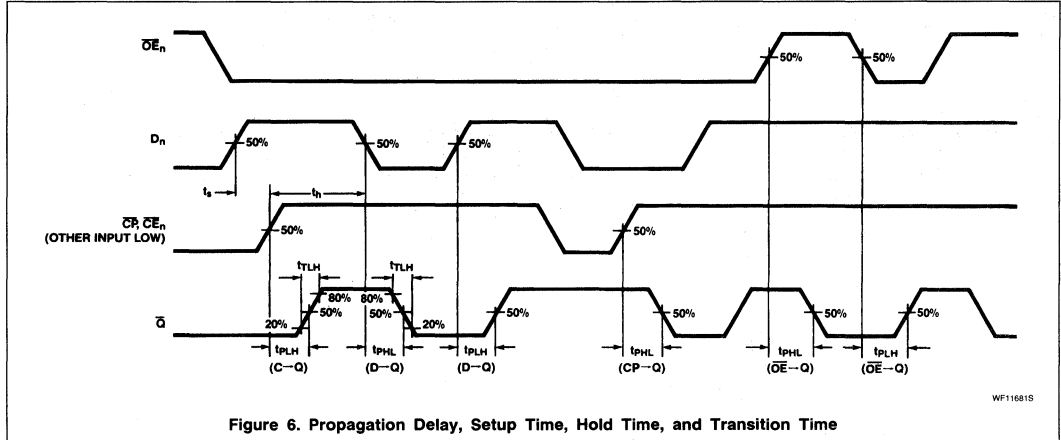 OEn
50%
50%
Dn
50%
50%
50%
ts
th
CP, CEn
(OTHER INPUT LOW)
50%
50%
tTLH
tTLH
Q
20%
80%
50%
80%
50%
20%
50%
50%
50%
50%
tPLH
(C→Q)
tPHL
(D→Q)
tPLH
(D→Q)
tPHL
(CP→Q)
tPHL
(OE→Q)
tPLH
(OE→Q)
WF11681S
Figure 6. Propagation Delay, Setup Time, Hold Time, and Transition Time